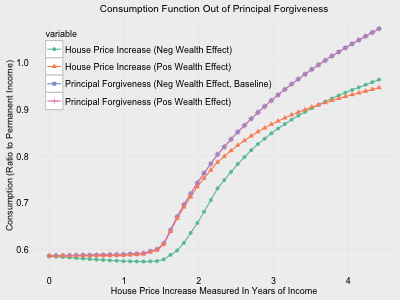 Consumption Function Out of Principal Forgiveness
variable
House Price Increase (Neg Wealth Effect)
House Price Increase (Pos Wealth Effect)
Principal Forgiveness (Neg Wealth Effect, Baseline)
Principal Forgiveness (Pos Wealth Effect)
Consumption (Ratio to Permanent Income)
1.0
0.9
0.8
0.7
0.6
0
1
2
3
4
House Price Increase Measured In Years of Income